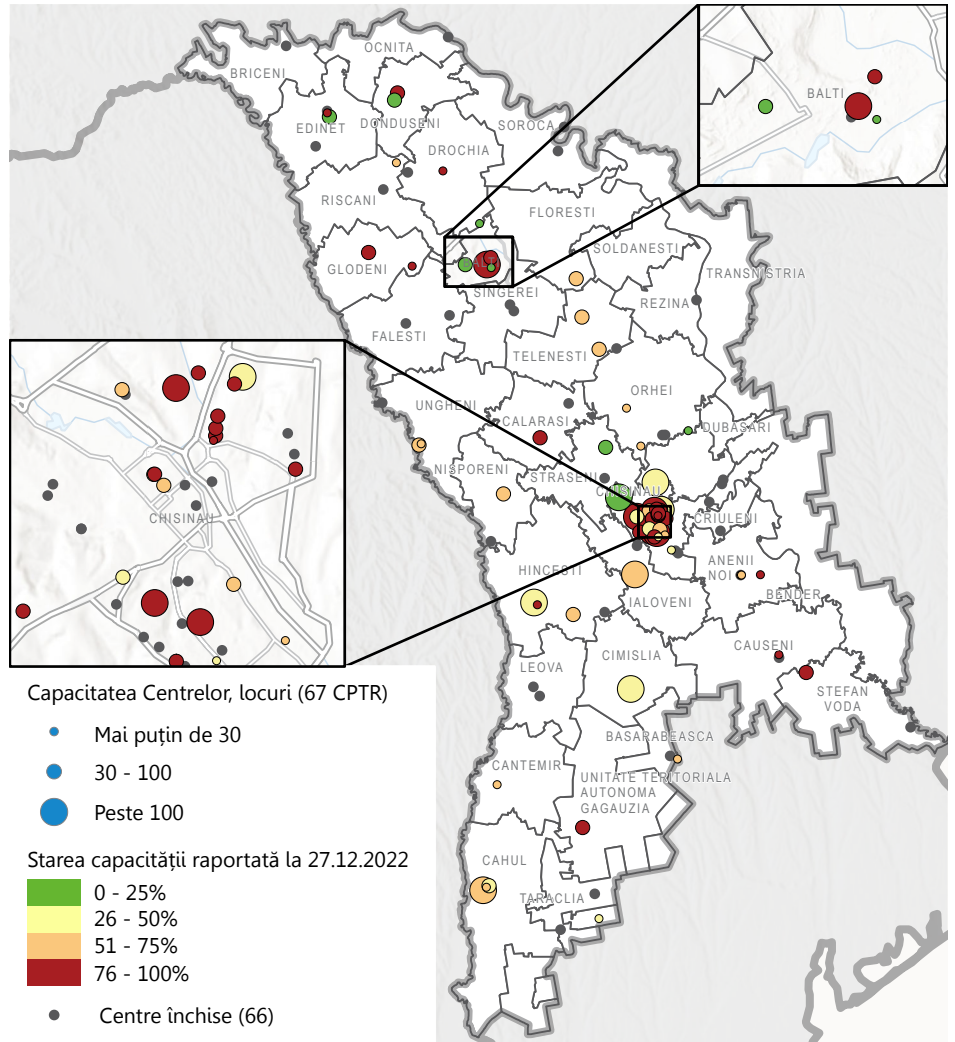 OCNITA
BRICENI
EDINET
DONDUSENI
SOROCA
DROCHIA
RISCANI
FLORESTI
BALTI
SOLDANESTI
GLODENI
BALTI
TRANSNISTRIA
SINGEREI
REZINA
FALESTI
TELENESTI
ORHEI
UNGHENI
CALARASI
DUBASARI
NISPORENI
STRASENI
CHISINAU
CHISINAU
CRIULENI
ANENII
NOI
HINCESTI
BENDER
IALOVENI
CAUSENI
LEOVA
CIMISLIA
STEFAN
VODA
BASARABEASCA
CANTEMIR
UNITATE TERITORIALA
AUTONOMA
GAGAUZIA
CAHUL
TARACLIA
Capacitatea Centrelor, locuri (67 CPTR)
Mai puțin de 30
30 - 100
Peste 100
Starea capacității raportată la 27.12.2022
0 - 25%
26 - 50%
51 - 75%
76 - 100%
Centre închise (66)